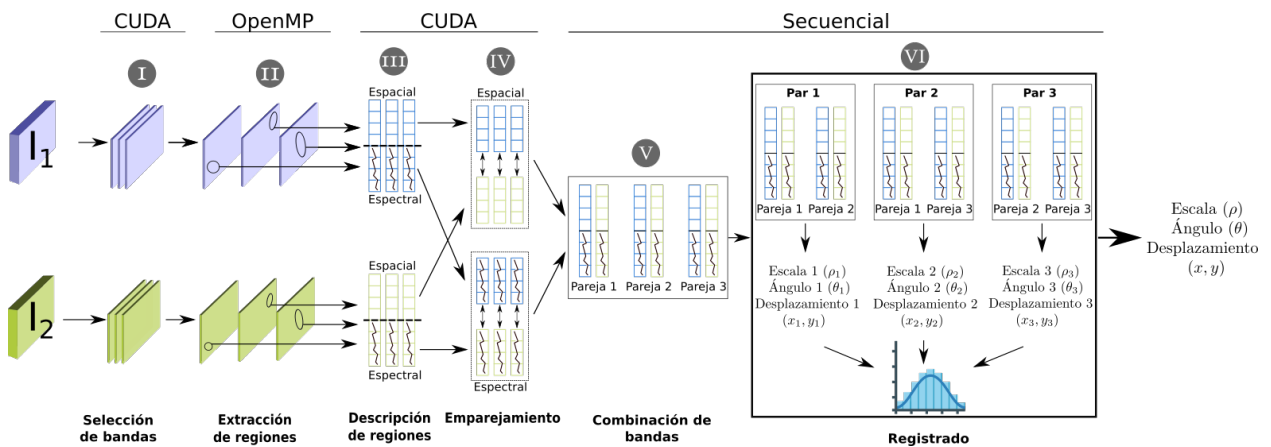 CUDA
OpenMP
CUDA
Secuencial
I
II
III
IV
V
VI
I1
I2
Espacial
Espectral
Espacial
Espectral
Espacial
Espectral
Pareja 1 Pareja 2 Pareja 3
Par 1
Pareja 1 Pareja 2
Par 2
Pareja 1 Pareja 3
Par 3
Pareja 2 Pareja 3
Escala 1 (ρ₁)
Ángulo 1 (θ₁)
Desplazamiento 1
(x₁, y₁)
Escala 2 (ρ₂)
Ángulo 2 (θ₂)
Desplazamiento 2
(x₂, y₂)
Escala 3 (ρ₃)
Ángulo 3 (θ₃)
Desplazamiento 3
(x₃, y₃)
Escala (ρ)
Ángulo (θ)
Desplazamiento
(x, y)
Selección
de bandas
Extracción
de regiones
Descripción
de regiones
Emparejamiento
Combinación de
bandas
Registrado